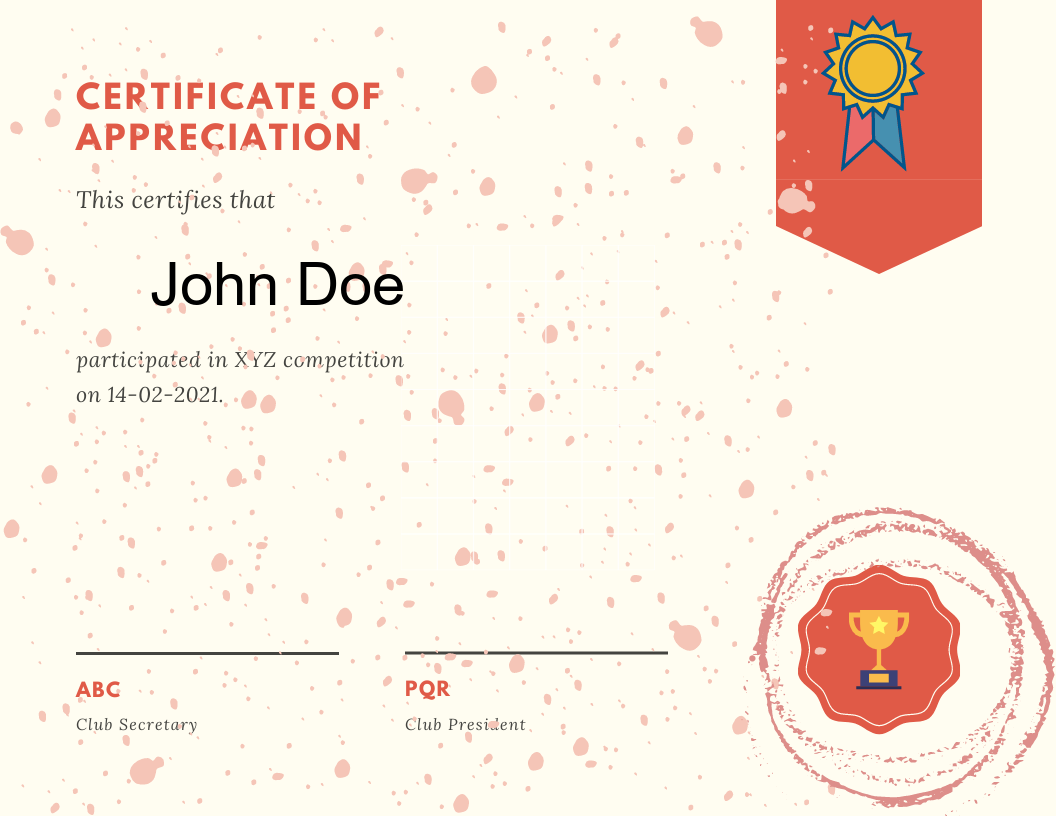 CERTIFICATE OF
APPRECIATION
This certifies that
John Doe
participated in XYZ competition
on 14-02-2021.
ABC
PQR
Club Secretary
Club President